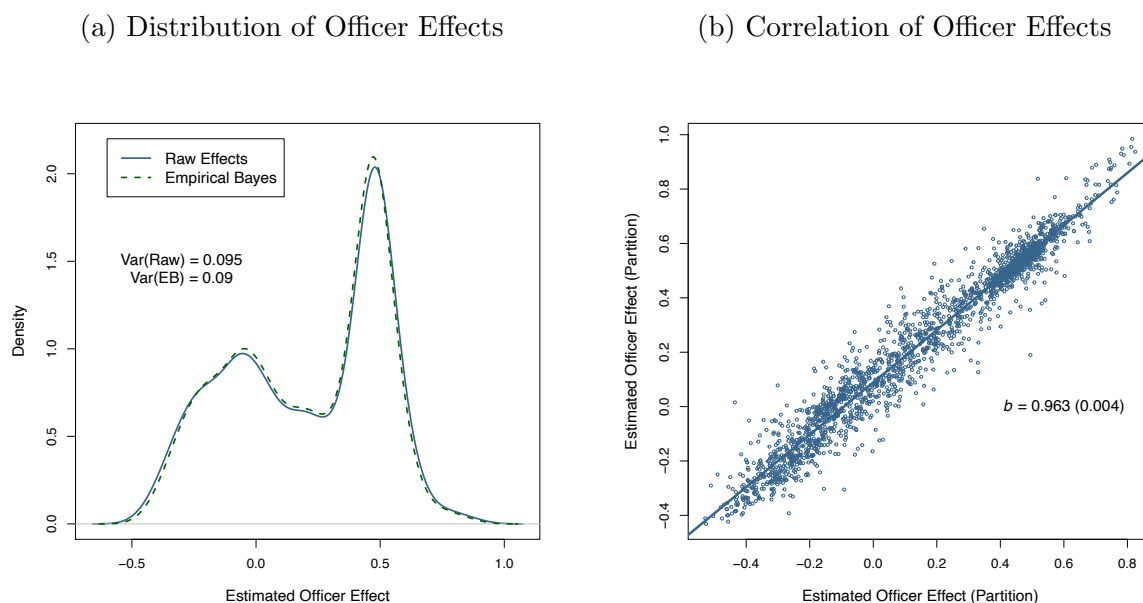 (a) Distribution of Officer Effects
2.0
1.5
1.0
0.5
0.0
Density
Raw Effects
Empirical Bayes
Var(Raw) = 0.095
Var(EB) = 0.09
−0.5
0.0
0.5
1.0
Estimated Officer Effect
(b) Correlation of Officer Effects
1.0
0.8
0.6
0.4
0.2
0.0
−0.2
−0.4
Estimated Officer Effect (Partition)
b = 0.963 (0.004)
−0.4
−0.2
0.0
0.2
0.4
0.6
0.8
Estimated Officer Effect (Partition)